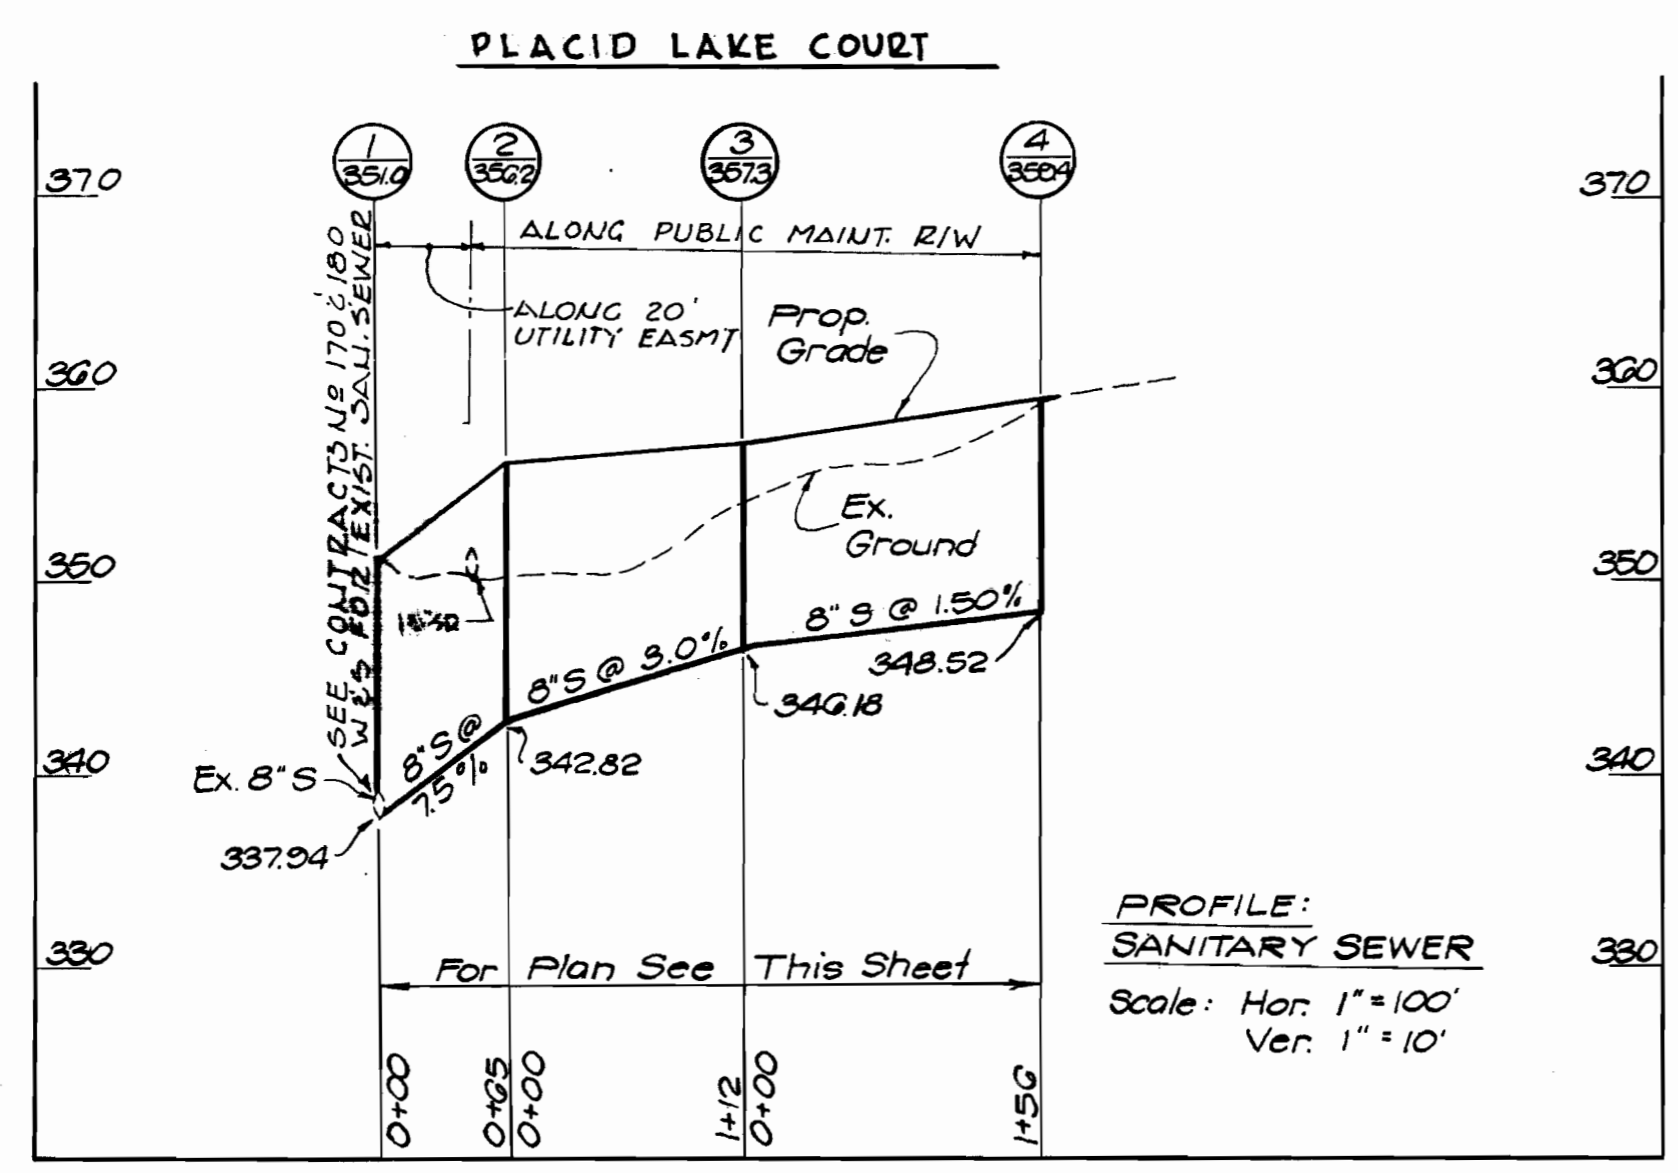 PLACID LAKE COURT
1
351.0
2
356.2
3
357.3
4
359.4
370
370
ALONG PUBLIC MAINT. R/W
SEE CONTRACTS Nº 170 & 180
W&S FOR EXIST. SAN. SEWER
ALONG 20'
UTILITY EASMT
Prop.
Grade
360
360
Ex.
Ground
350
350
8" S @ 1.50%
8" S @ 3.0%
348.52
346.18
8" S @
7.5%
342.82
340
340
Ex. 8" S
337.94
PROFILE:
SANITARY SEWER
330
330
For Plan See This Sheet
Scale: Hor. 1" = 100'
Ver. 1" = 10'
0+00
0+65
0+00
1+12
0+00
1+56